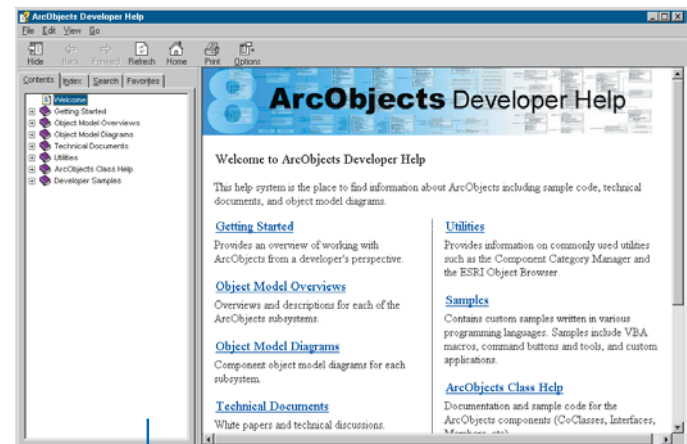 ArcObjects Developer Help
File Edit View Go
Hide Back Forward Refresh Home Print Options
Contents Index Search Favorites
Welcome
Getting Started
Object Model Overviews
Object Model Diagrams
Technical Documents
Utilities
ArcObjects Class Help
Developer Samples
8 ArcObjects Developer Help
Welcome to ArcObjects Developer Help
This help system is the place to find information about ArcObjects including sample code, technical
documents, and object model diagrams.
Getting Started
Provides an overview of working with
ArcObjects from a developer's perspective.
Object Model Overviews
Overviews and descriptions for each of the
ArcObjects subsystems.
Object Model Diagrams
Component object model diagrams for each
subsystem.
Technical Documents
White papers and technical discussions.
Utilities
Provides information on commonly used utilities
such as the Component Category Manager and
the ESRI Object Browser.
Samples
Contains custom samples written in various
programming languages. Samples include VBA
macros, command buttons and tools, and custom
applications.
ArcObjects Class Help
Documentation and sample code for the
ArcObjects components (CoClasses, Interfaces,